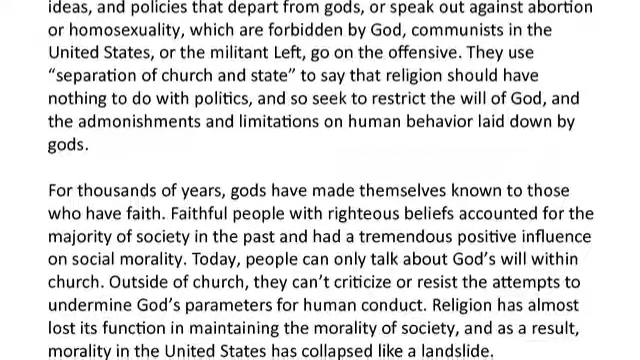 ideas, and policies that depart from gods, or speak out against abortion
or homosexuality, which are forbidden by God, communists in the
United States, or the militant Left, go on the offensive. They use
“separation of church and state” to say that religion should have
nothing to do with politics, and so seek to restrict the will of God, and
the admonishments and limitations on human behavior laid down by
gods.
For thousands of years, gods have made themselves known to those
who have faith. Faithful people with righteous beliefs accounted for the
majority of society in the past and had a tremendous positive influence
on social morality. Today, people can only talk about God’s will within
church. Outside of church, they can’t criticize or resist the attempts to
undermine God’s parameters for human conduct. Religion has almost
lost its function in maintaining the morality of society, and as a result,
morality in the United States has collapsed like a landslide.